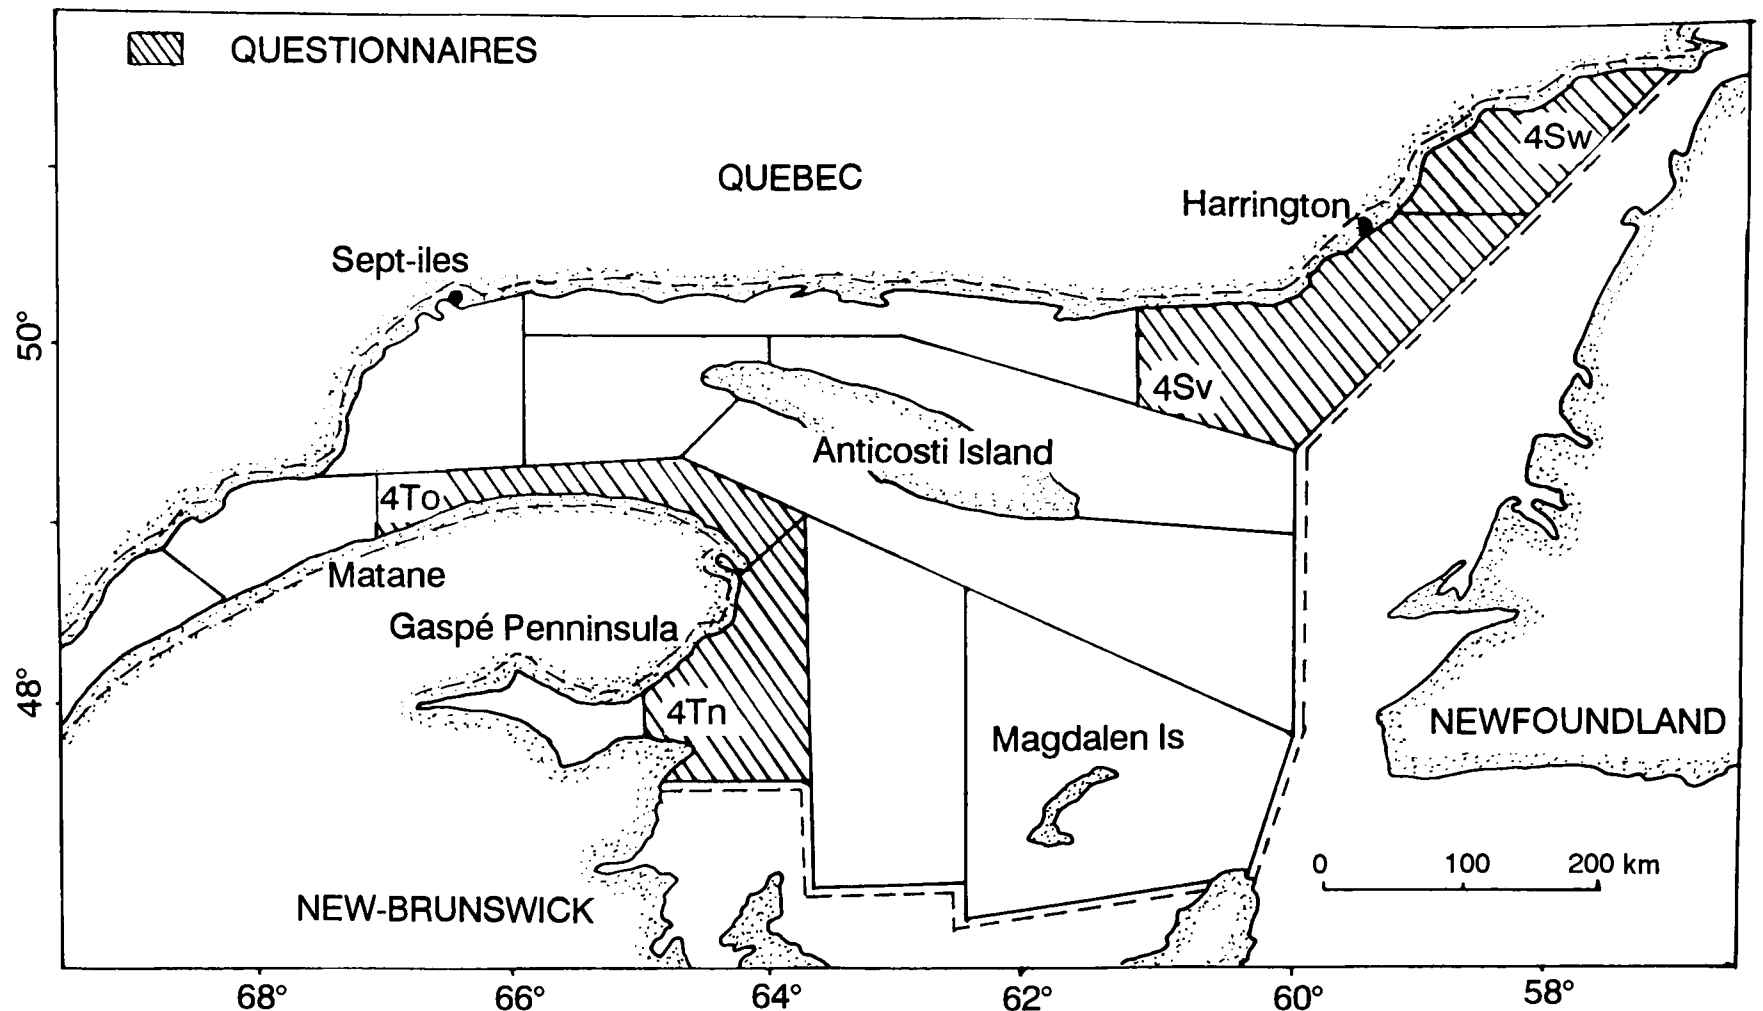 QUESTIONNAIRES
4Sw
QUEBEC
Harrington
Sept-iles
50°
4Sv
Anticosti Island
4To
Matane
Gaspé Penninsula
48°
4Tn
NEWFOUNDLAND
Magdalen Is
0 100 200 km
NEW-BRUNSWICK
68° 66° 64° 62° 60° 58°